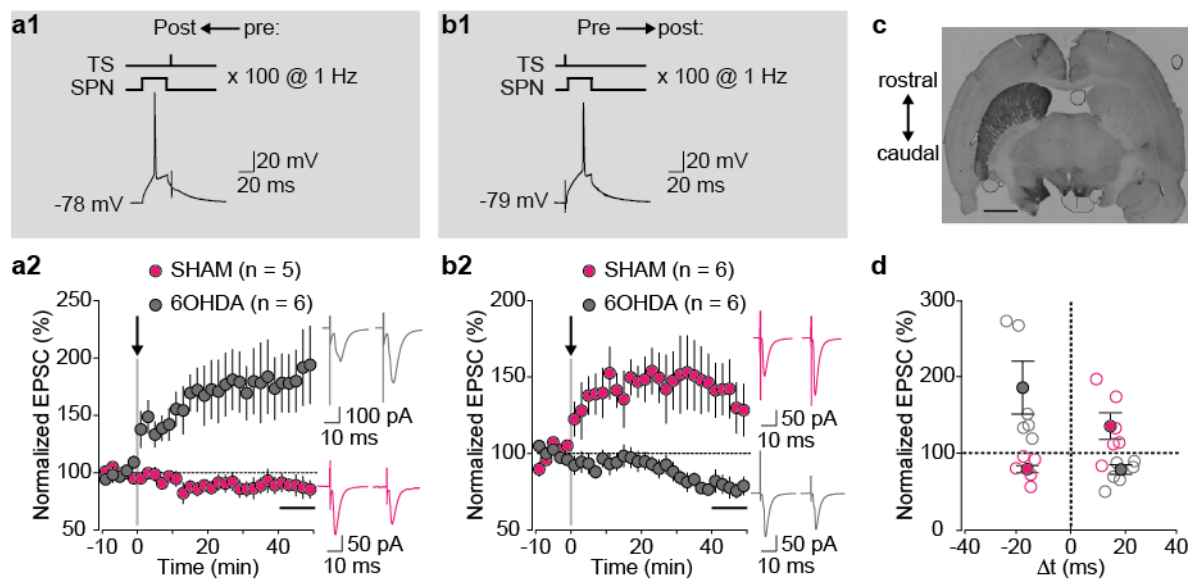 a1
Post ← pre:
TS
SPN
x 100 @ 1 Hz
20 mV
20 ms
-78 mV
b1
Pre → post:
TS
SPN
x 100 @ 1 Hz
20 mV
20 ms
-79 mV
c
rostral
caudal
a2
SHAM (n = 5)
6OHDA (n = 6)
Normalized EPSC (%)
250
200
150
100
50
-10 0 20 40
Time (min)
100 pA
10 ms
50 pA
10 ms
b2
SHAM (n = 6)
6OHDA (n = 6)
Normalized EPSC (%)
200
150
100
50
-10 0 20 40
Time (min)
50 pA
10 ms
50 pA
10 ms
d
Normalized EPSC (%)
300
200
100
0
-40 -20 0 20 40
Δt (ms)